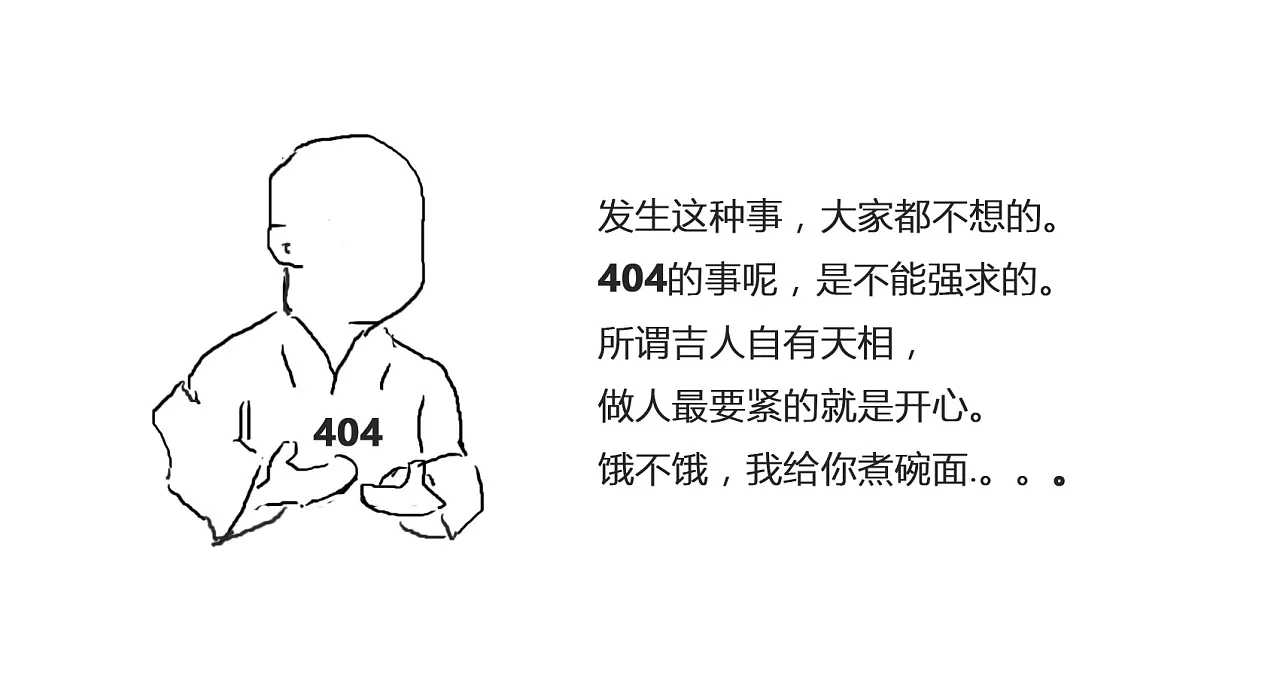 404
发生这种事，大家都不想的。
404的事呢，是不能强求的。
所谓吉人自有天相，
做人最要紧的就是开心。
饿不饿，我给你煮碗面.。。。